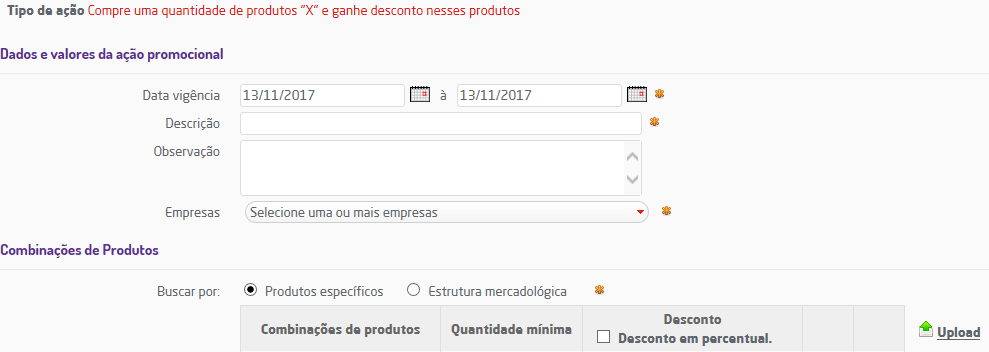 Tipo de ação Compre uma quantidade de produtos "X" e ganhe desconto nesses produtos
Dados e valores da ação promocional
Data vigência 13/11/2017 à 13/11/2017
Descrição
Observação
Empresas Selecione uma ou mais empresas
Combinações de Produtos
Buscar por: Produtos específicos Estrutura mercadológica
Combinações de produtos Quantidade mínima Desconto
Desconto em percentual.
Upload